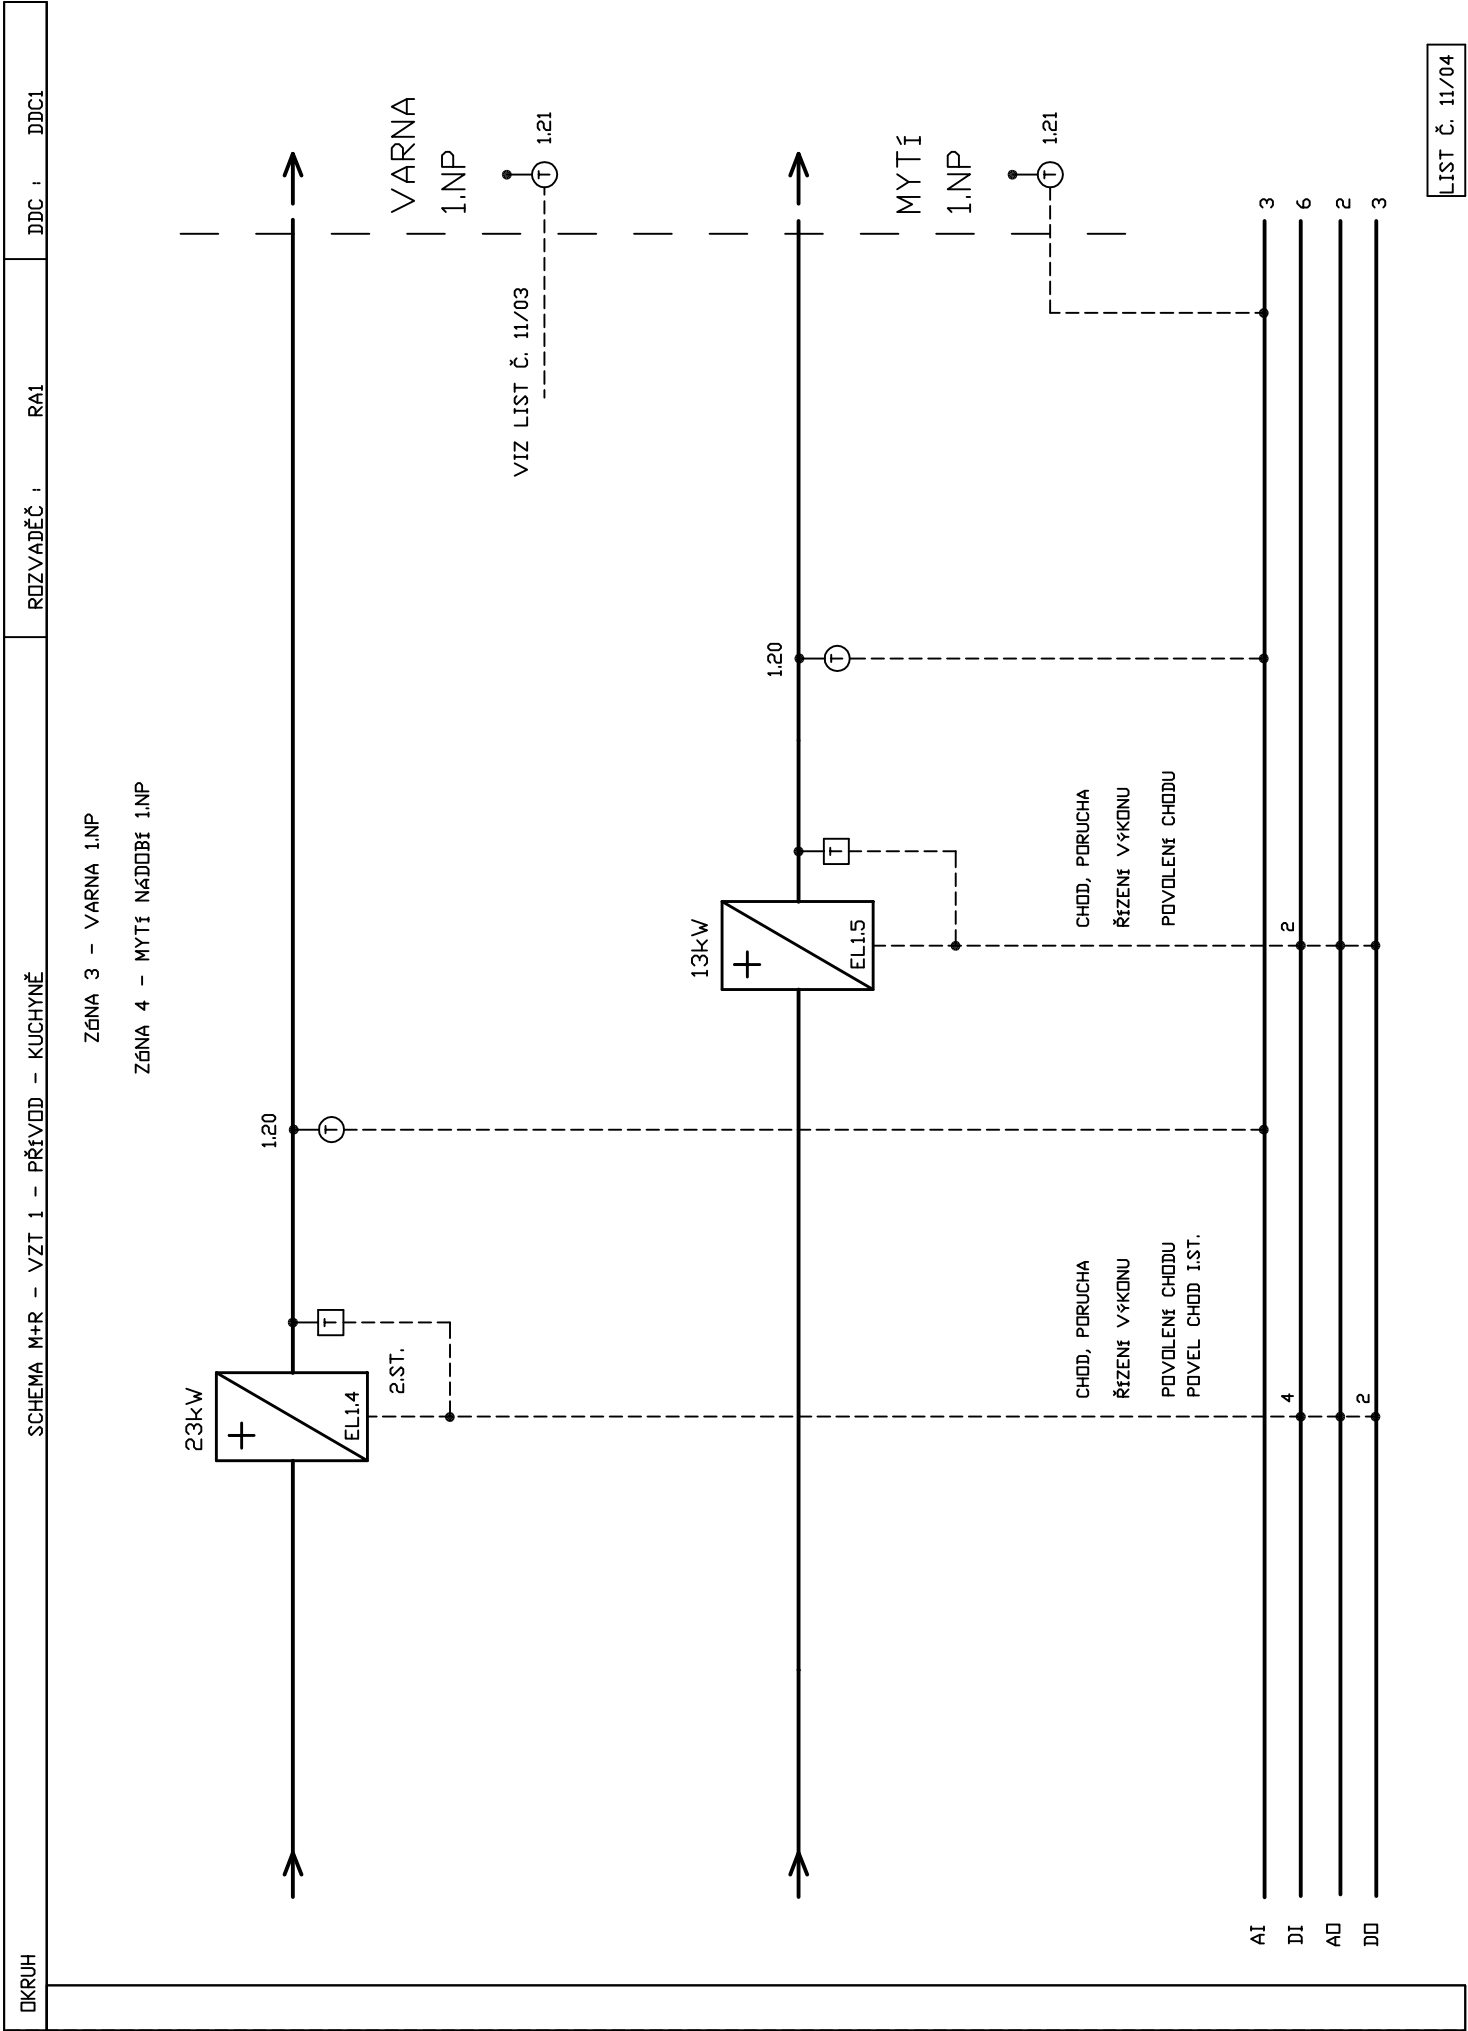 OKRUH
SCHEMA M+R - VZT 1 - PŘÍVOD - KUCHYNĚ
ROZVADĚČ :
RA1
DDC :
DDC1
ZÓNA 3 - VARNA 1.NP
ZÓNA 4 - MYTÍ NÁDOBÍ 1.NP
23kW
EL1.4
T
2.ST.
1.20
T
VARNA
1.NP
T
1.21
VIZ LIST Č. 11/03
13kW
EL1.5
T
1.20
T
MYTÍ
1.NP
T
1.21
CHOD, PORUCHA
ŘÍZENÍ VÝKONU
POVOLENÍ CHODU
POVEL CHOD I.ST.
CHOD, PORUCHA
ŘÍZENÍ VÝKONU
POVOLENÍ CHODU
AI 3
DI 4 2 6
AO 2
DO 2 3
LIST Č. 11/04